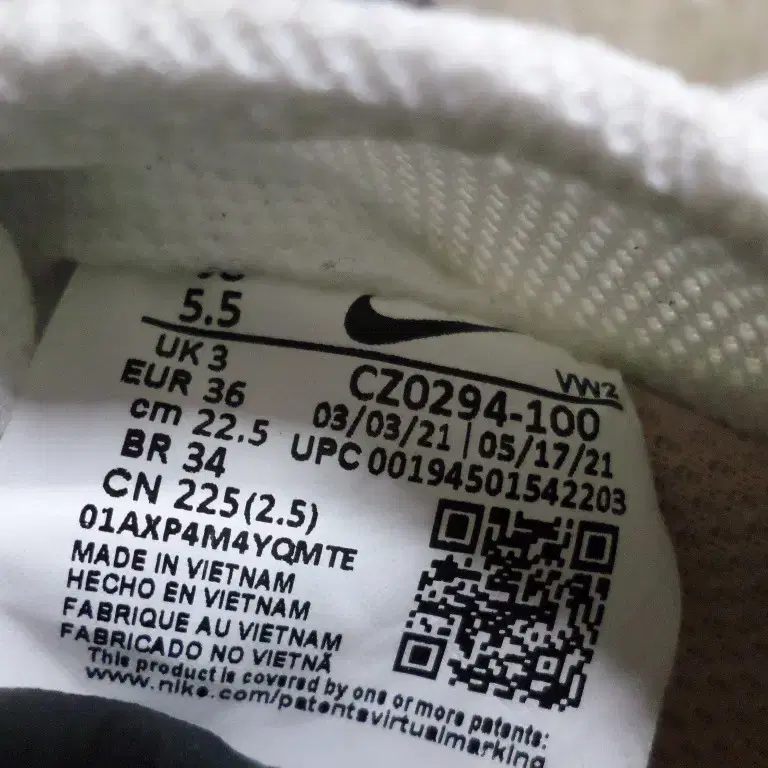 5.5
UK 3
EUR 36
cm 22.5
BR 34
CN 225(2.5)
VW2
CZ0294-100
03/03/21 | 05/17/21
UPC 00194501542203
01AXP4M4YQMTE
MADE IN VIETNAM
HECHO EN VIETNAM
FABRIQUE AU VIETNAM
FABRICADO NO VIETNÃ
This product is covered by one or more patents:
www.nike.com/patentsvirtualmarking